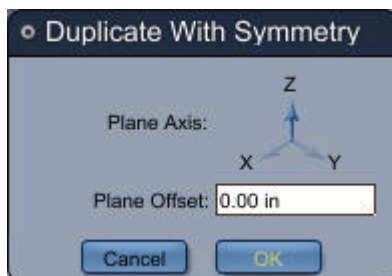 Duplicate With Symmetry
Z
Plane Axis:
X Y
Plane Offset: 0.00 in
Cancel OK